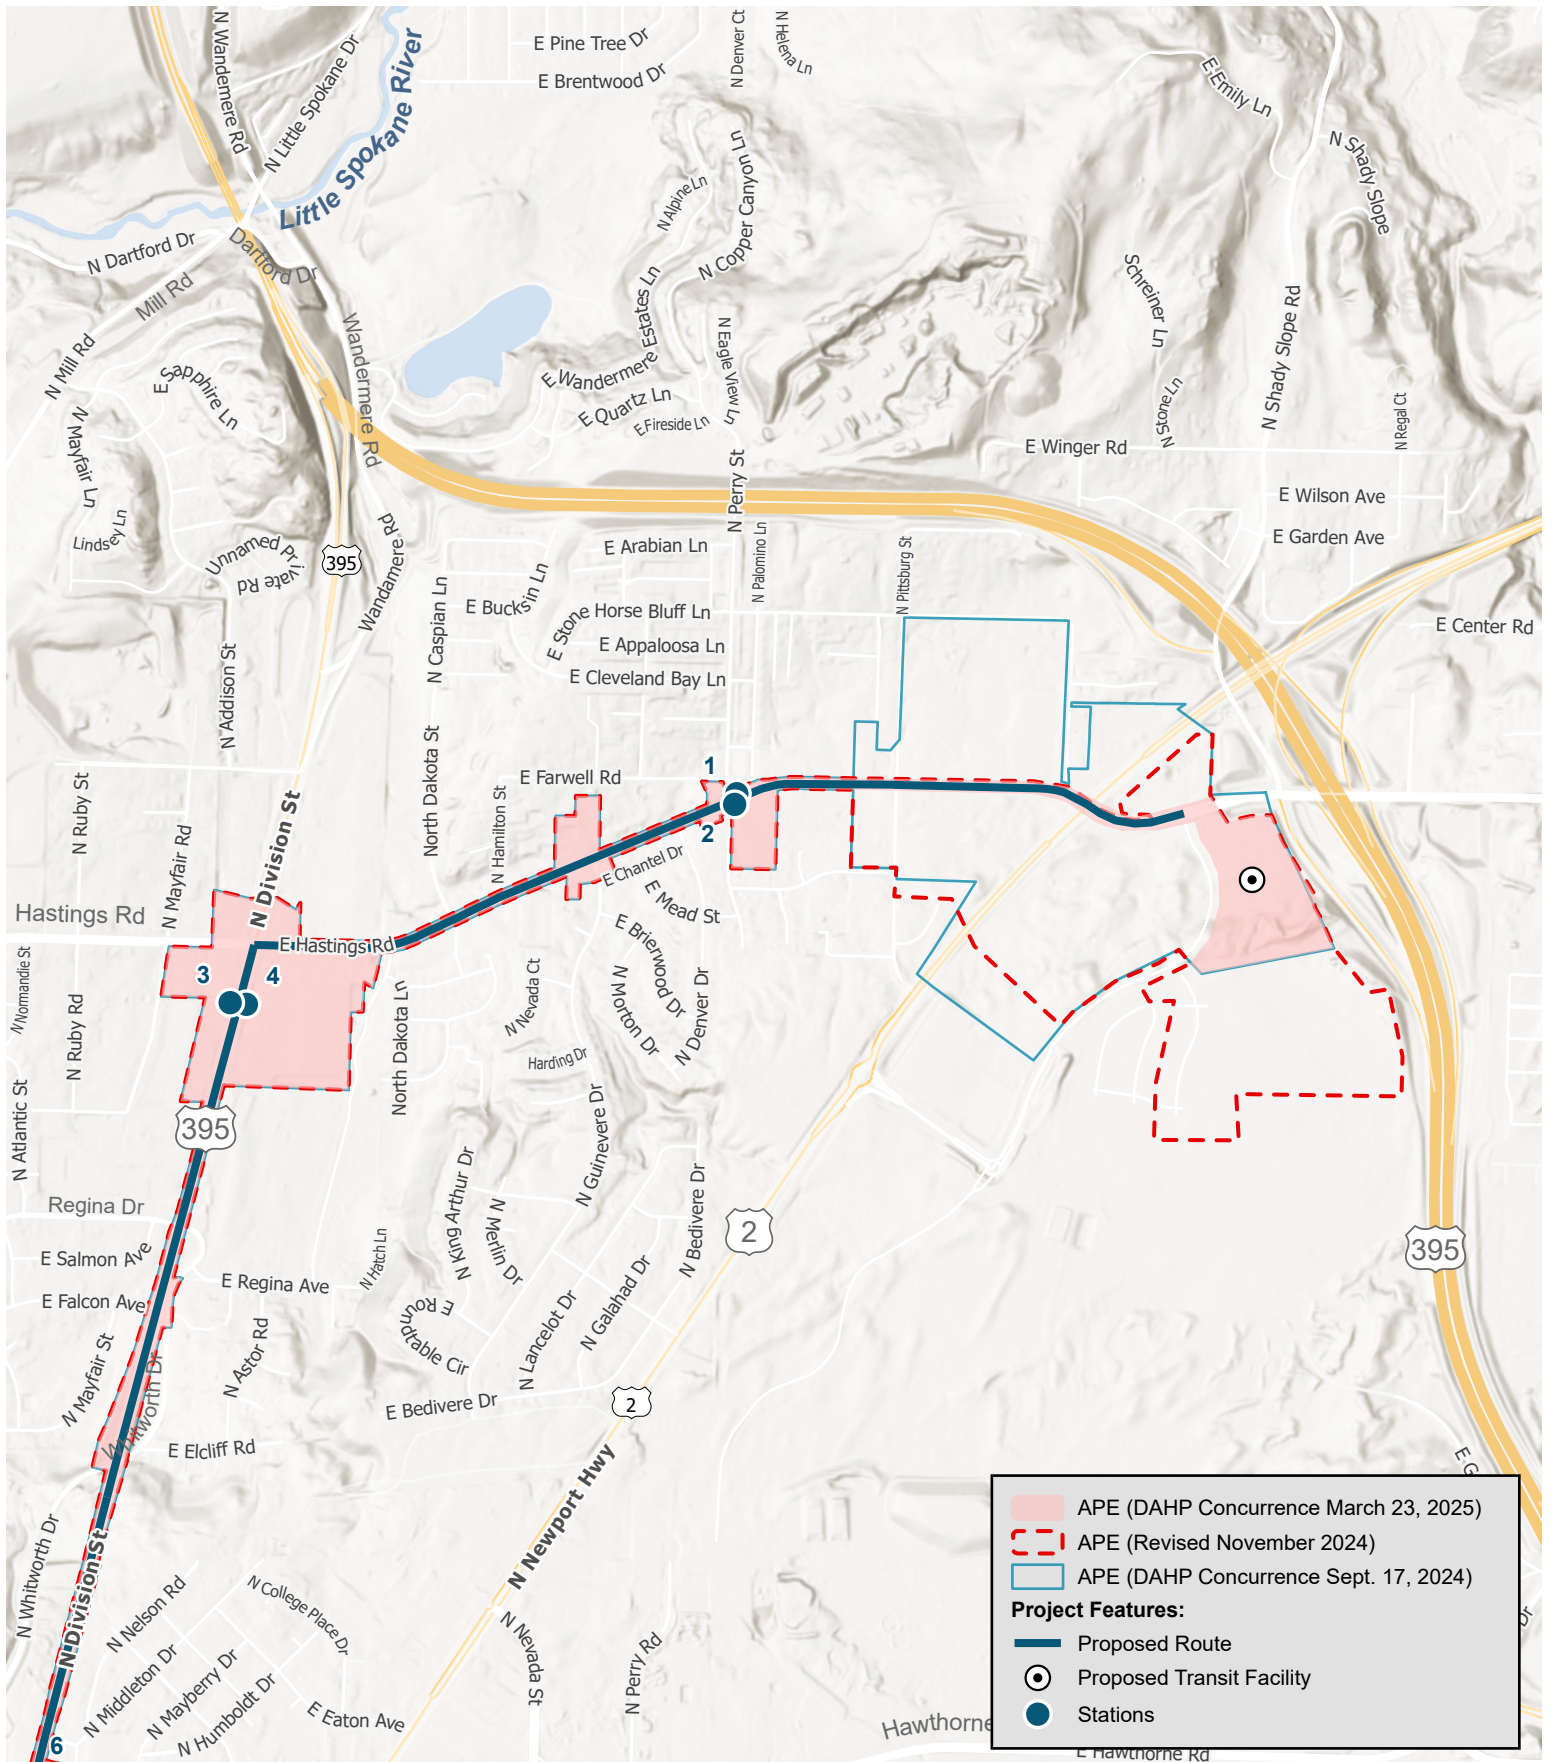 N Wandemere Rd
N Little Spokane Dr
Little Spokane River
E Pine Tree Dr
E Brentwood Dr
N Denver Ct
N Helena Ln
E Emily Ln
N Shady Slope
N Dartford Dr
Dartford Dr
Mill Rd
N Mill Rd
N Alpine Ln
N Copper Canyon Ln
E Wandermere Estates Ln
N Eagle View Ln
E Quartz Ln
E Fireside Ln
Schreiner Ln
N Stone Ln
N Shady Slope Rd
N Regal Ct
E Sapphire Ln
N Mayfair Ln
N
Lindsey Ln
Unnamed Private Rd
Wandermere Rd
Wandamere Rd
395
E Winger Rd
E Wilson Ave
E Garden Ave
E Center Rd
N Perry St
N Palomino Ln
N Pittsburg St
E Arabian Ln
E Bucksin Ln
E Stone Horse Bluff Ln
E Appaloosa Ln
E Cleveland Bay Ln
N Caspian Ln
N Addison St
North Dakota St
N Hamilton St
E Farwell Rd
1
2
N Ruby St
N Mayfair Rd
N Division St
Hastings Rd
E Hastings Rd
3
4
E Chantel Dr
E Mead St
E Brierwood Dr
N Morton Dr
N Denver Dr
N Nevada Ct
Harding Dr
N Normandie St
N Ruby Rd
N Atlantic St
North Dakota Ln
395
N Guinevere Dr
N King Arthur Dr
N Merlin Dr
N Bedivere Dr
Regina Dr
E Salmon Ave
E Falcon Ave
E Regina Ave
N Hatch Ln
N Mayfair St
N Astor Rd
Whitworth Dr
E Roundtable Cir
N Lancelot Dr
N Galahad Dr
2
395
E Bedivere Dr
2
E Elcliff Rd
N Newport Hwy
N Whitworth Dr
N Division St
N Nelson Rd
N College Place Dr
N Middleton Dr
N Mayberry Dr
N Humboldt Dr
E Eaton Ave
N Nevada St
N Perry Rd
6
Hawthorne
E Hawthorne Rd
E G
Dr
APE (DAHP Concurrence March 23, 2025)
APE (Revised November 2024)
APE (DAHP Concurrence Sept. 17, 2024)
Project Features:
Proposed Route
Proposed Transit Facility
Stations